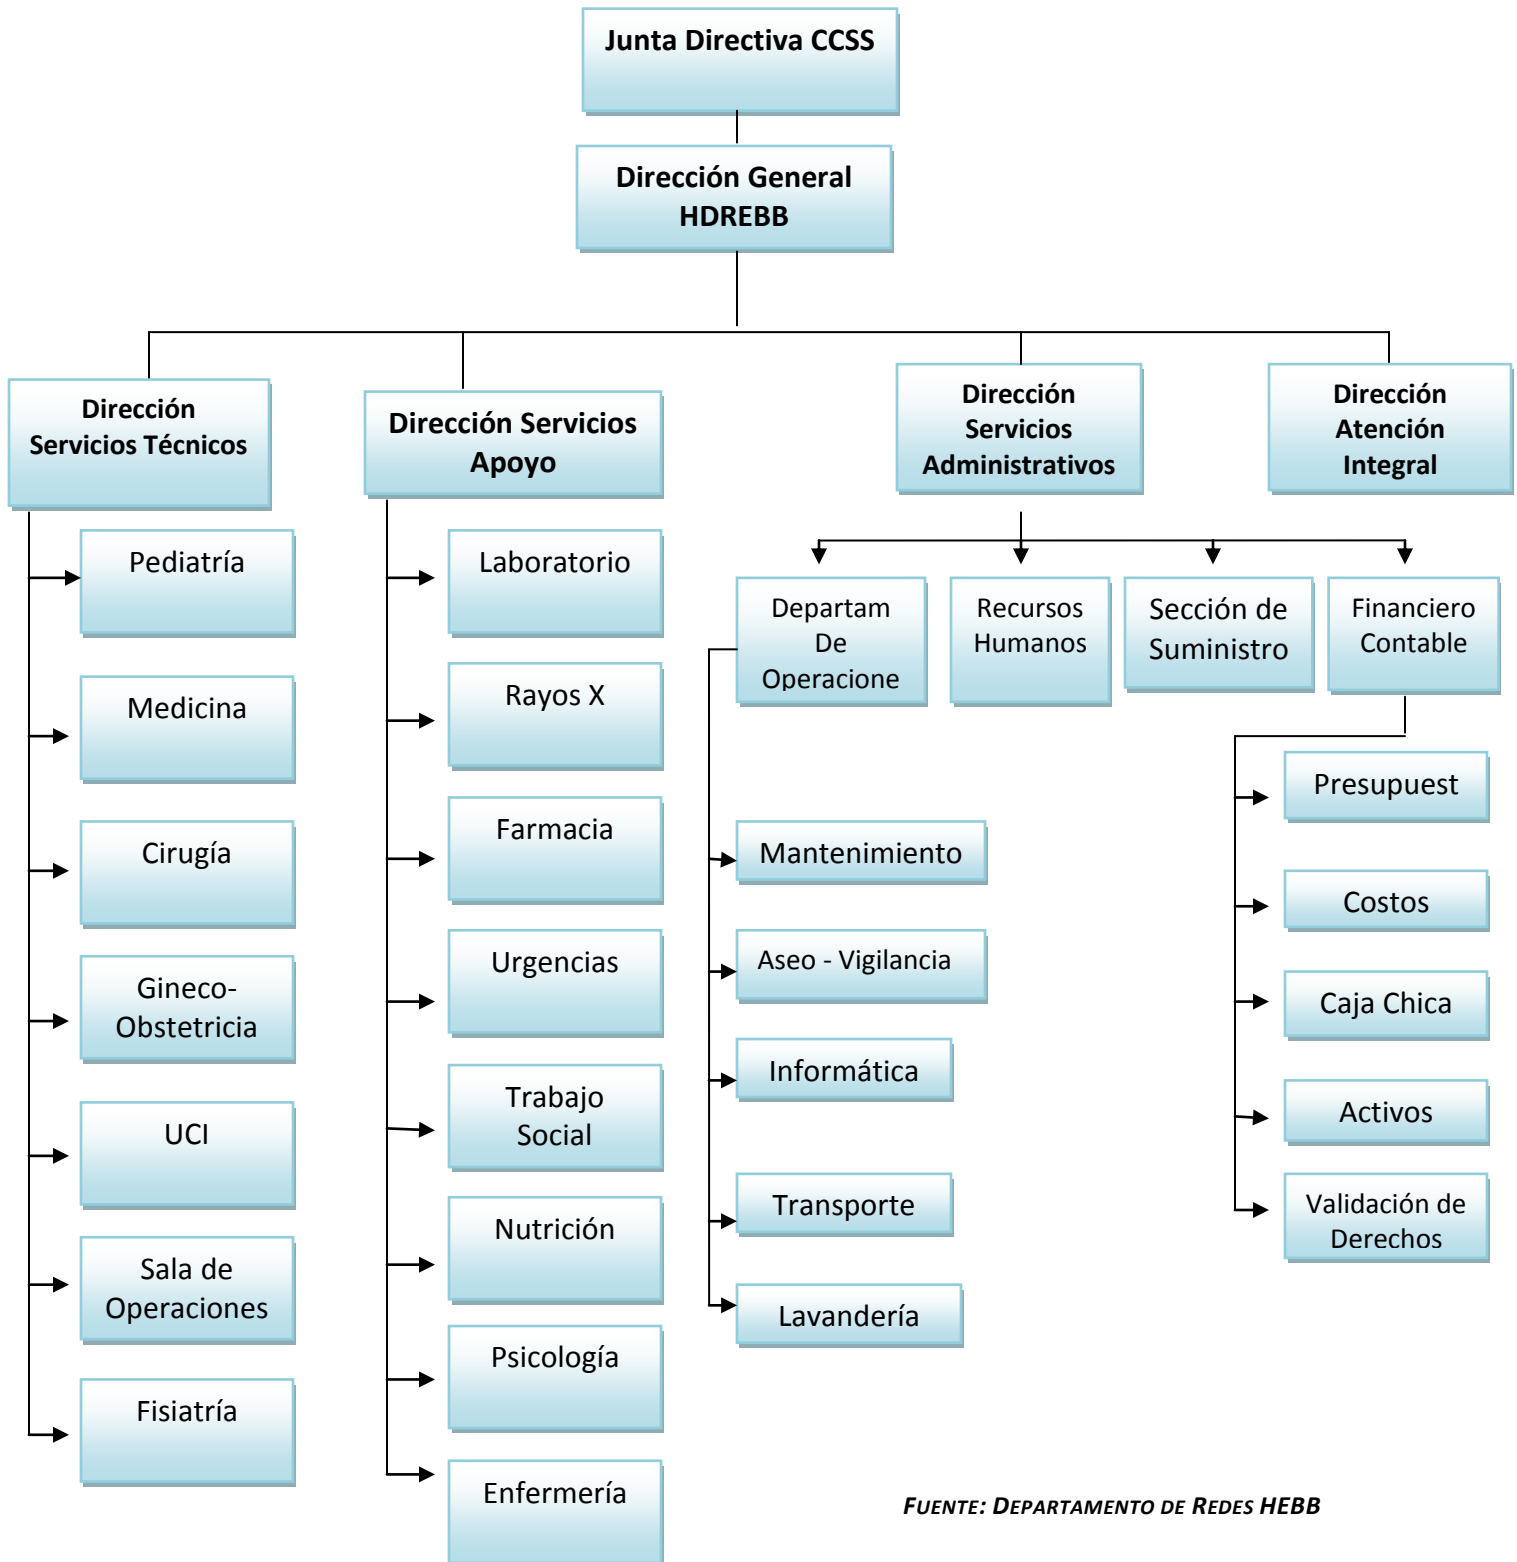 Junta Directiva CCSS
Dirección General
HDREBB
Dirección
Servicios Técnicos
Dirección Servicios
Apoyo
Dirección
Servicios
Administrativos
Dirección
Atención
Integral
Pediatría
Medicina
Cirugía
Gineco-
Obstetricia
UCI
Sala de
Operaciones
Fisiatría
Laboratorio
Rayos X
Farmacia
Urgencias
Trabajo
Social
Nutrición
Psicología
Enfermería
Departam
De
Operacione
Recursos
Humanos
Sección de
Suministro
Financiero
Contable
Mantenimiento
Aseo - Vigilancia
Informática
Transporte
Lavandería
Presupuest
Costos
Caja Chica
Activos
Validación de
Derechos
FUENTE: DEPARTAMENTO DE REDES HEBB